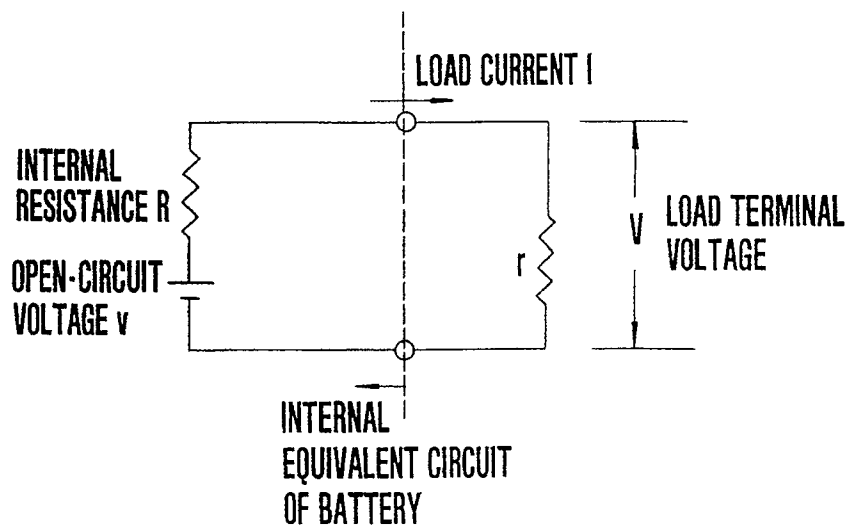 LOAD CURRENT I
INTERNAL
RESISTANCE R
OPEN-CIRCUIT
VOLTAGE v
r
V
LOAD TERMINAL
VOLTAGE
INTERNAL
EQUIVALENT CIRCUIT
OF BATTERY